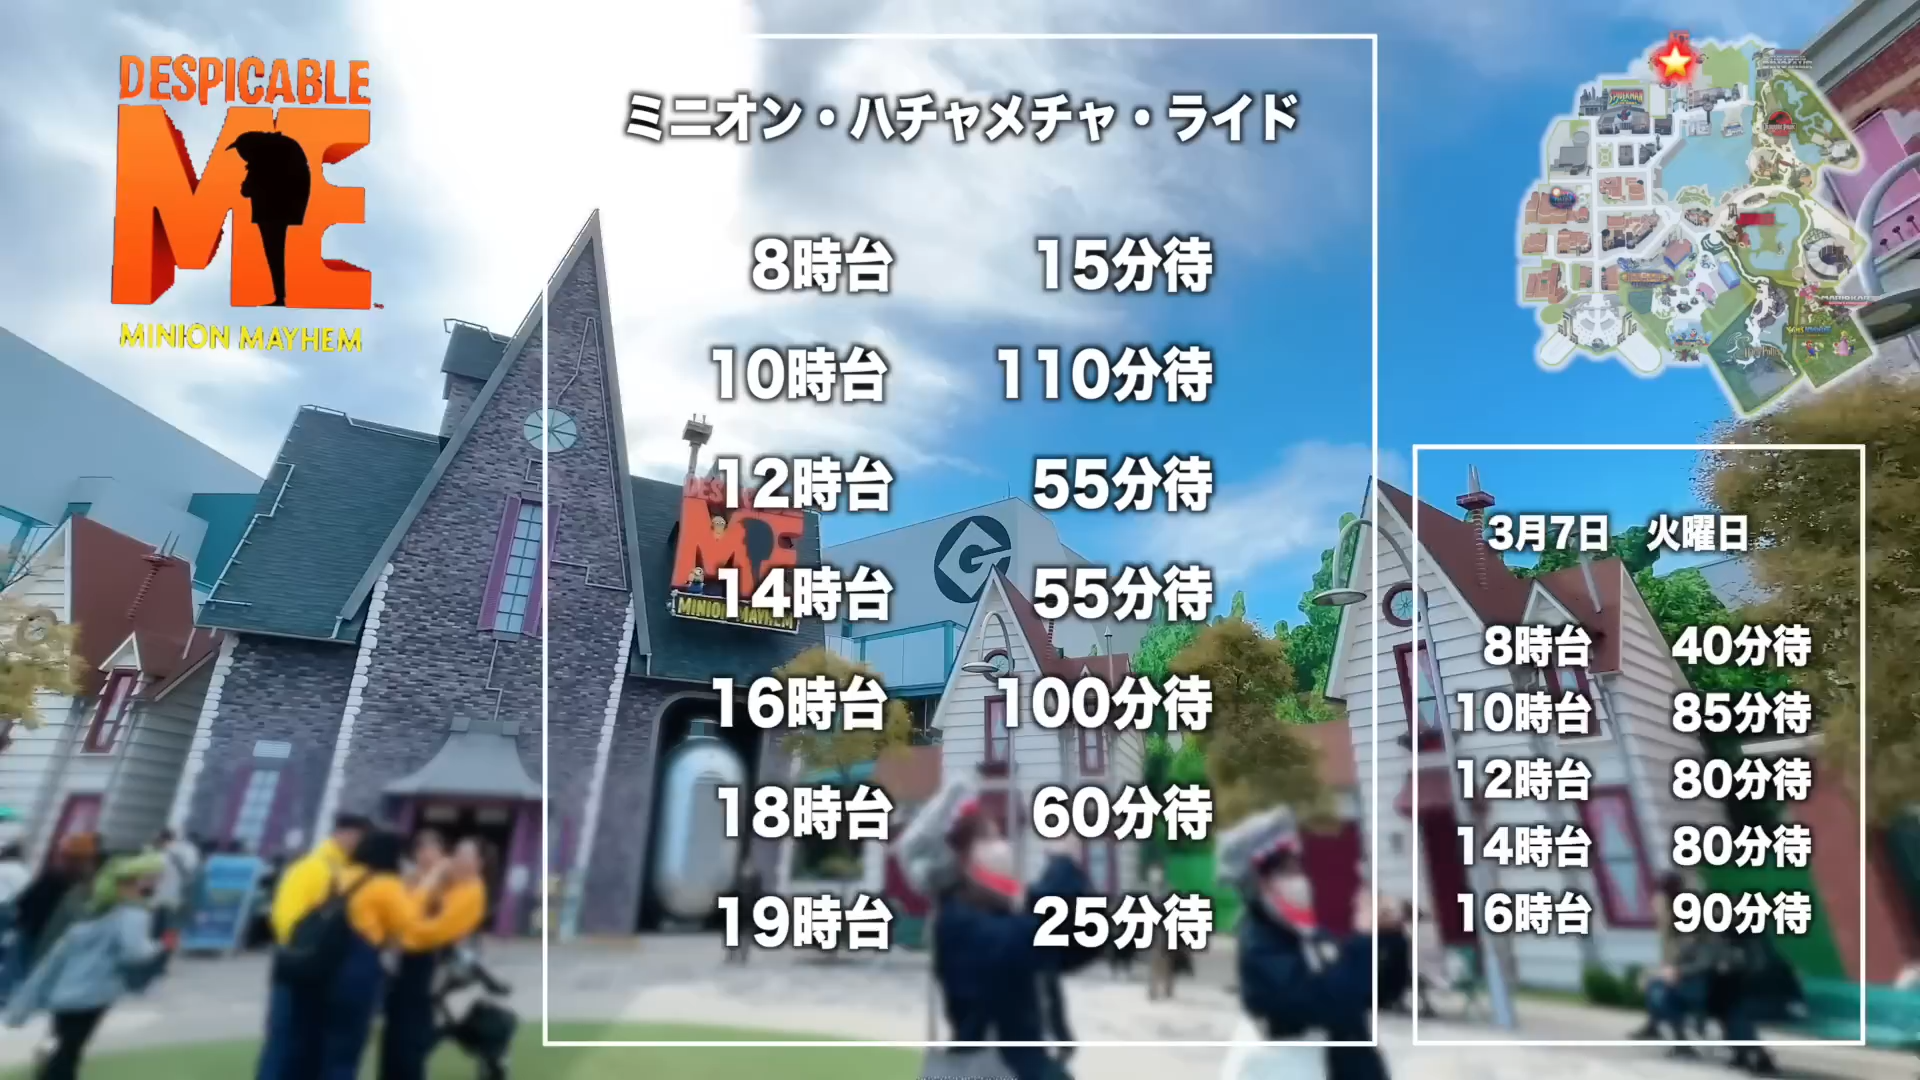 DESPICABLE
ME
MINION MAYHEM
ミニオン・ハチャメチャ・ライド
8時台 15分待
10時台 110分待
12時台 55分待
14時台 55分待
16時台 100分待
18時台 60分待
19時台 25分待
ME
MINION MAYHEM
3月7日 火曜日
8時台 40分待
10時台 85分待
12時台 80分待
14時台 80分待
16時台 90分待